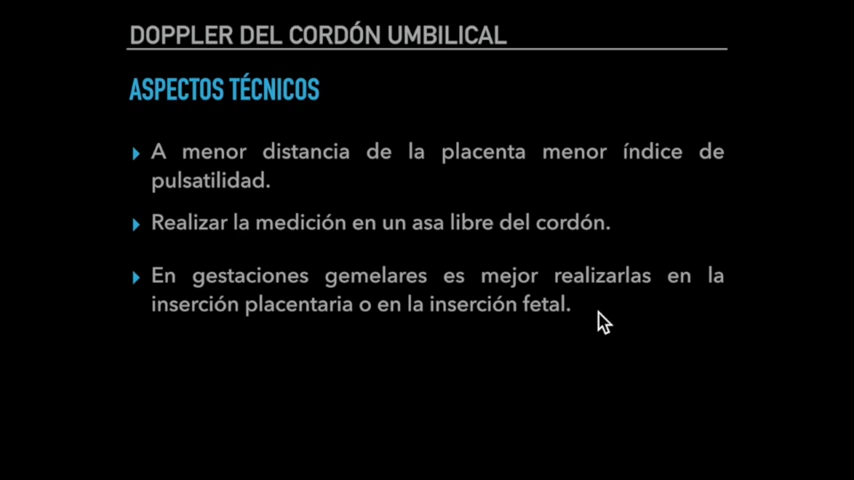 DOPPLER DEL CORDÓN UMBILICAL
ASPECTOS TÉCNICOS
A menor distancia de la placenta menor índice de
pulsatilidad.
Realizar la medición en un asa libre del cordón.
En gestaciones gemelares es mejor realizarlas en la
inserción placentaria o en la inserción fetal.